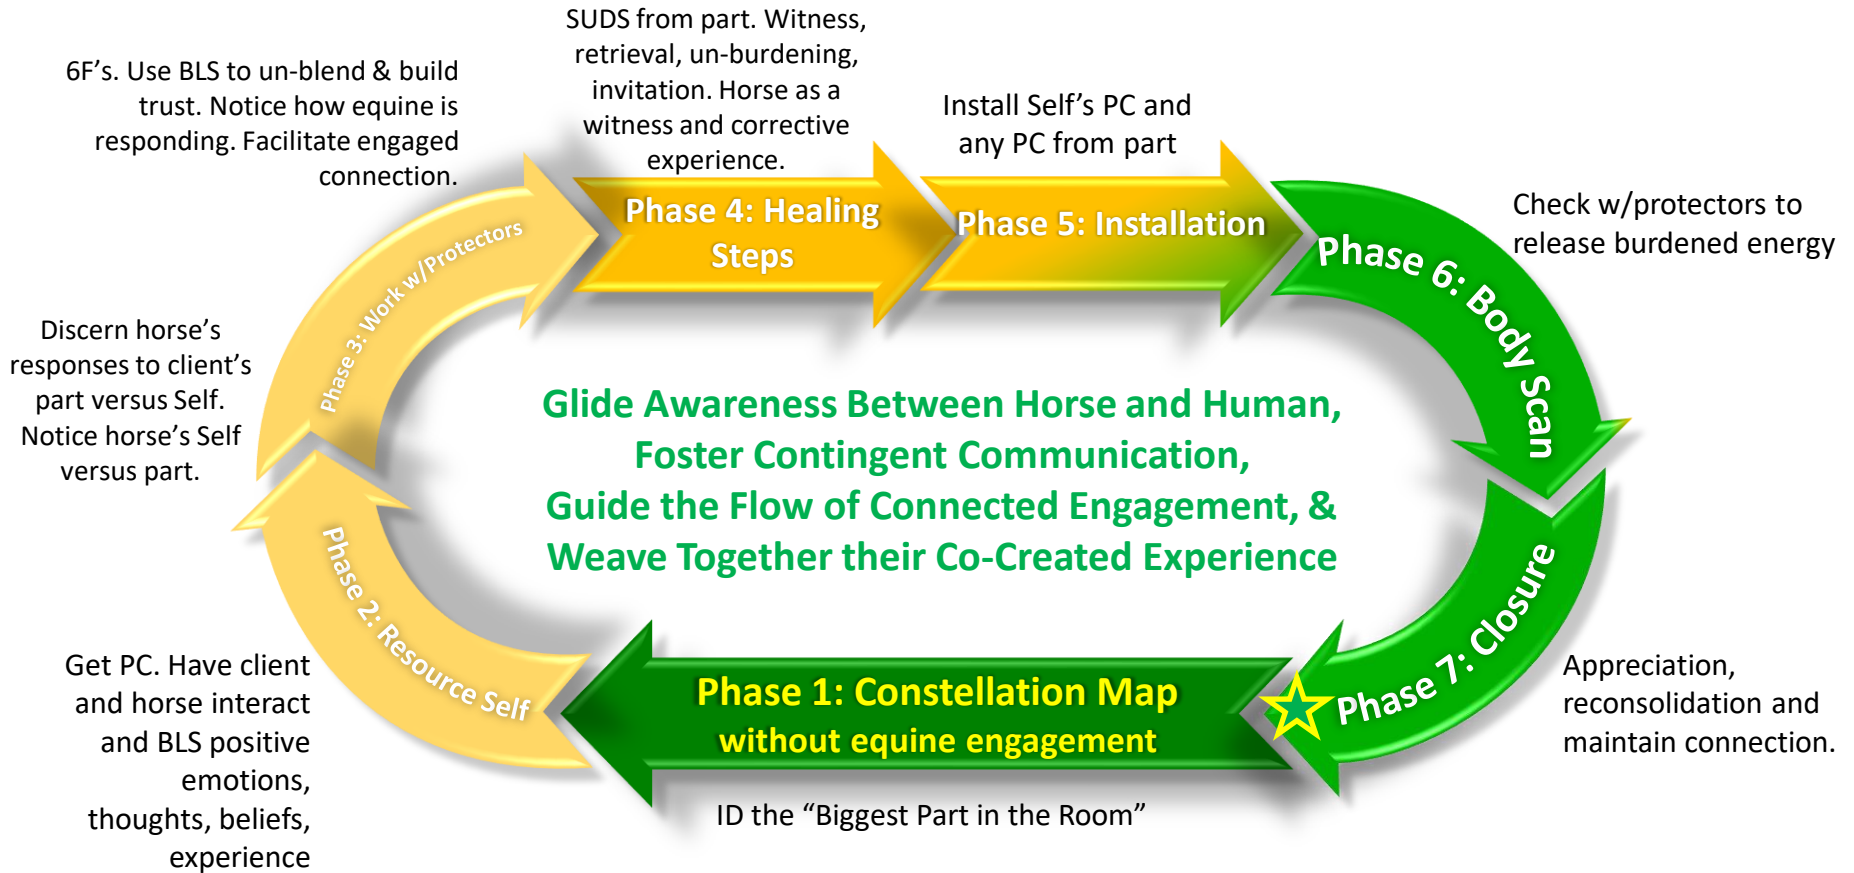 SUDS from part. Witness,
retrieval, un-burdening,
invitation. Horse as a
witness and corrective
experience.
6F’s. Use BLS to un-blend & build
trust. Notice how equine is
responding. Facilitate engaged
connection.
Install Self’s PC and
any PC from part
Check w/protectors to
release burdened energy
Phase 3: Work w/Protectors
Phase 4: Healing
Steps
Phase 5: Installation
Phase 6: Body Scan
Discern horse’s
responses to client’s
part versus Self.
Notice horse’s Self
versus part.
Glide Awareness Between Horse and Human,
Foster Contingent Communication,
Guide the Flow of Connected Engagement, &
Weave Together their Co-Created Experience
Phase 2: Resource Self
Phase 1: Constellation Map
without equine engagement
Phase 7: Closure
Get PC. Have client
and horse interact
and BLS positive
emotions,
thoughts, beliefs,
experience
ID the “Biggest Part in the Room”
Appreciation,
reconsolidation and
maintain connection.